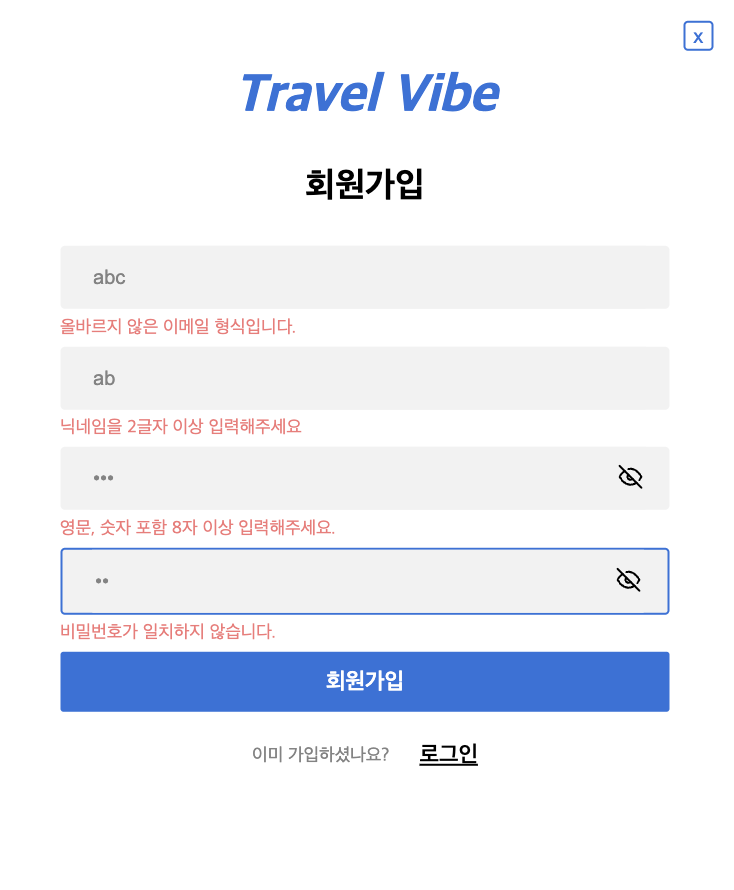 x
Travel Vibe
회원가입
abc
올바르지 않은 이메일 형식입니다.
ab
닉네임을 2글자 이상 입력해주세요
•••
영문, 숫자 포함 8자 이상 입력해주세요.
••
비밀번호가 일치하지 않습니다.
회원가입
이미 가입하셨나요? 로그인